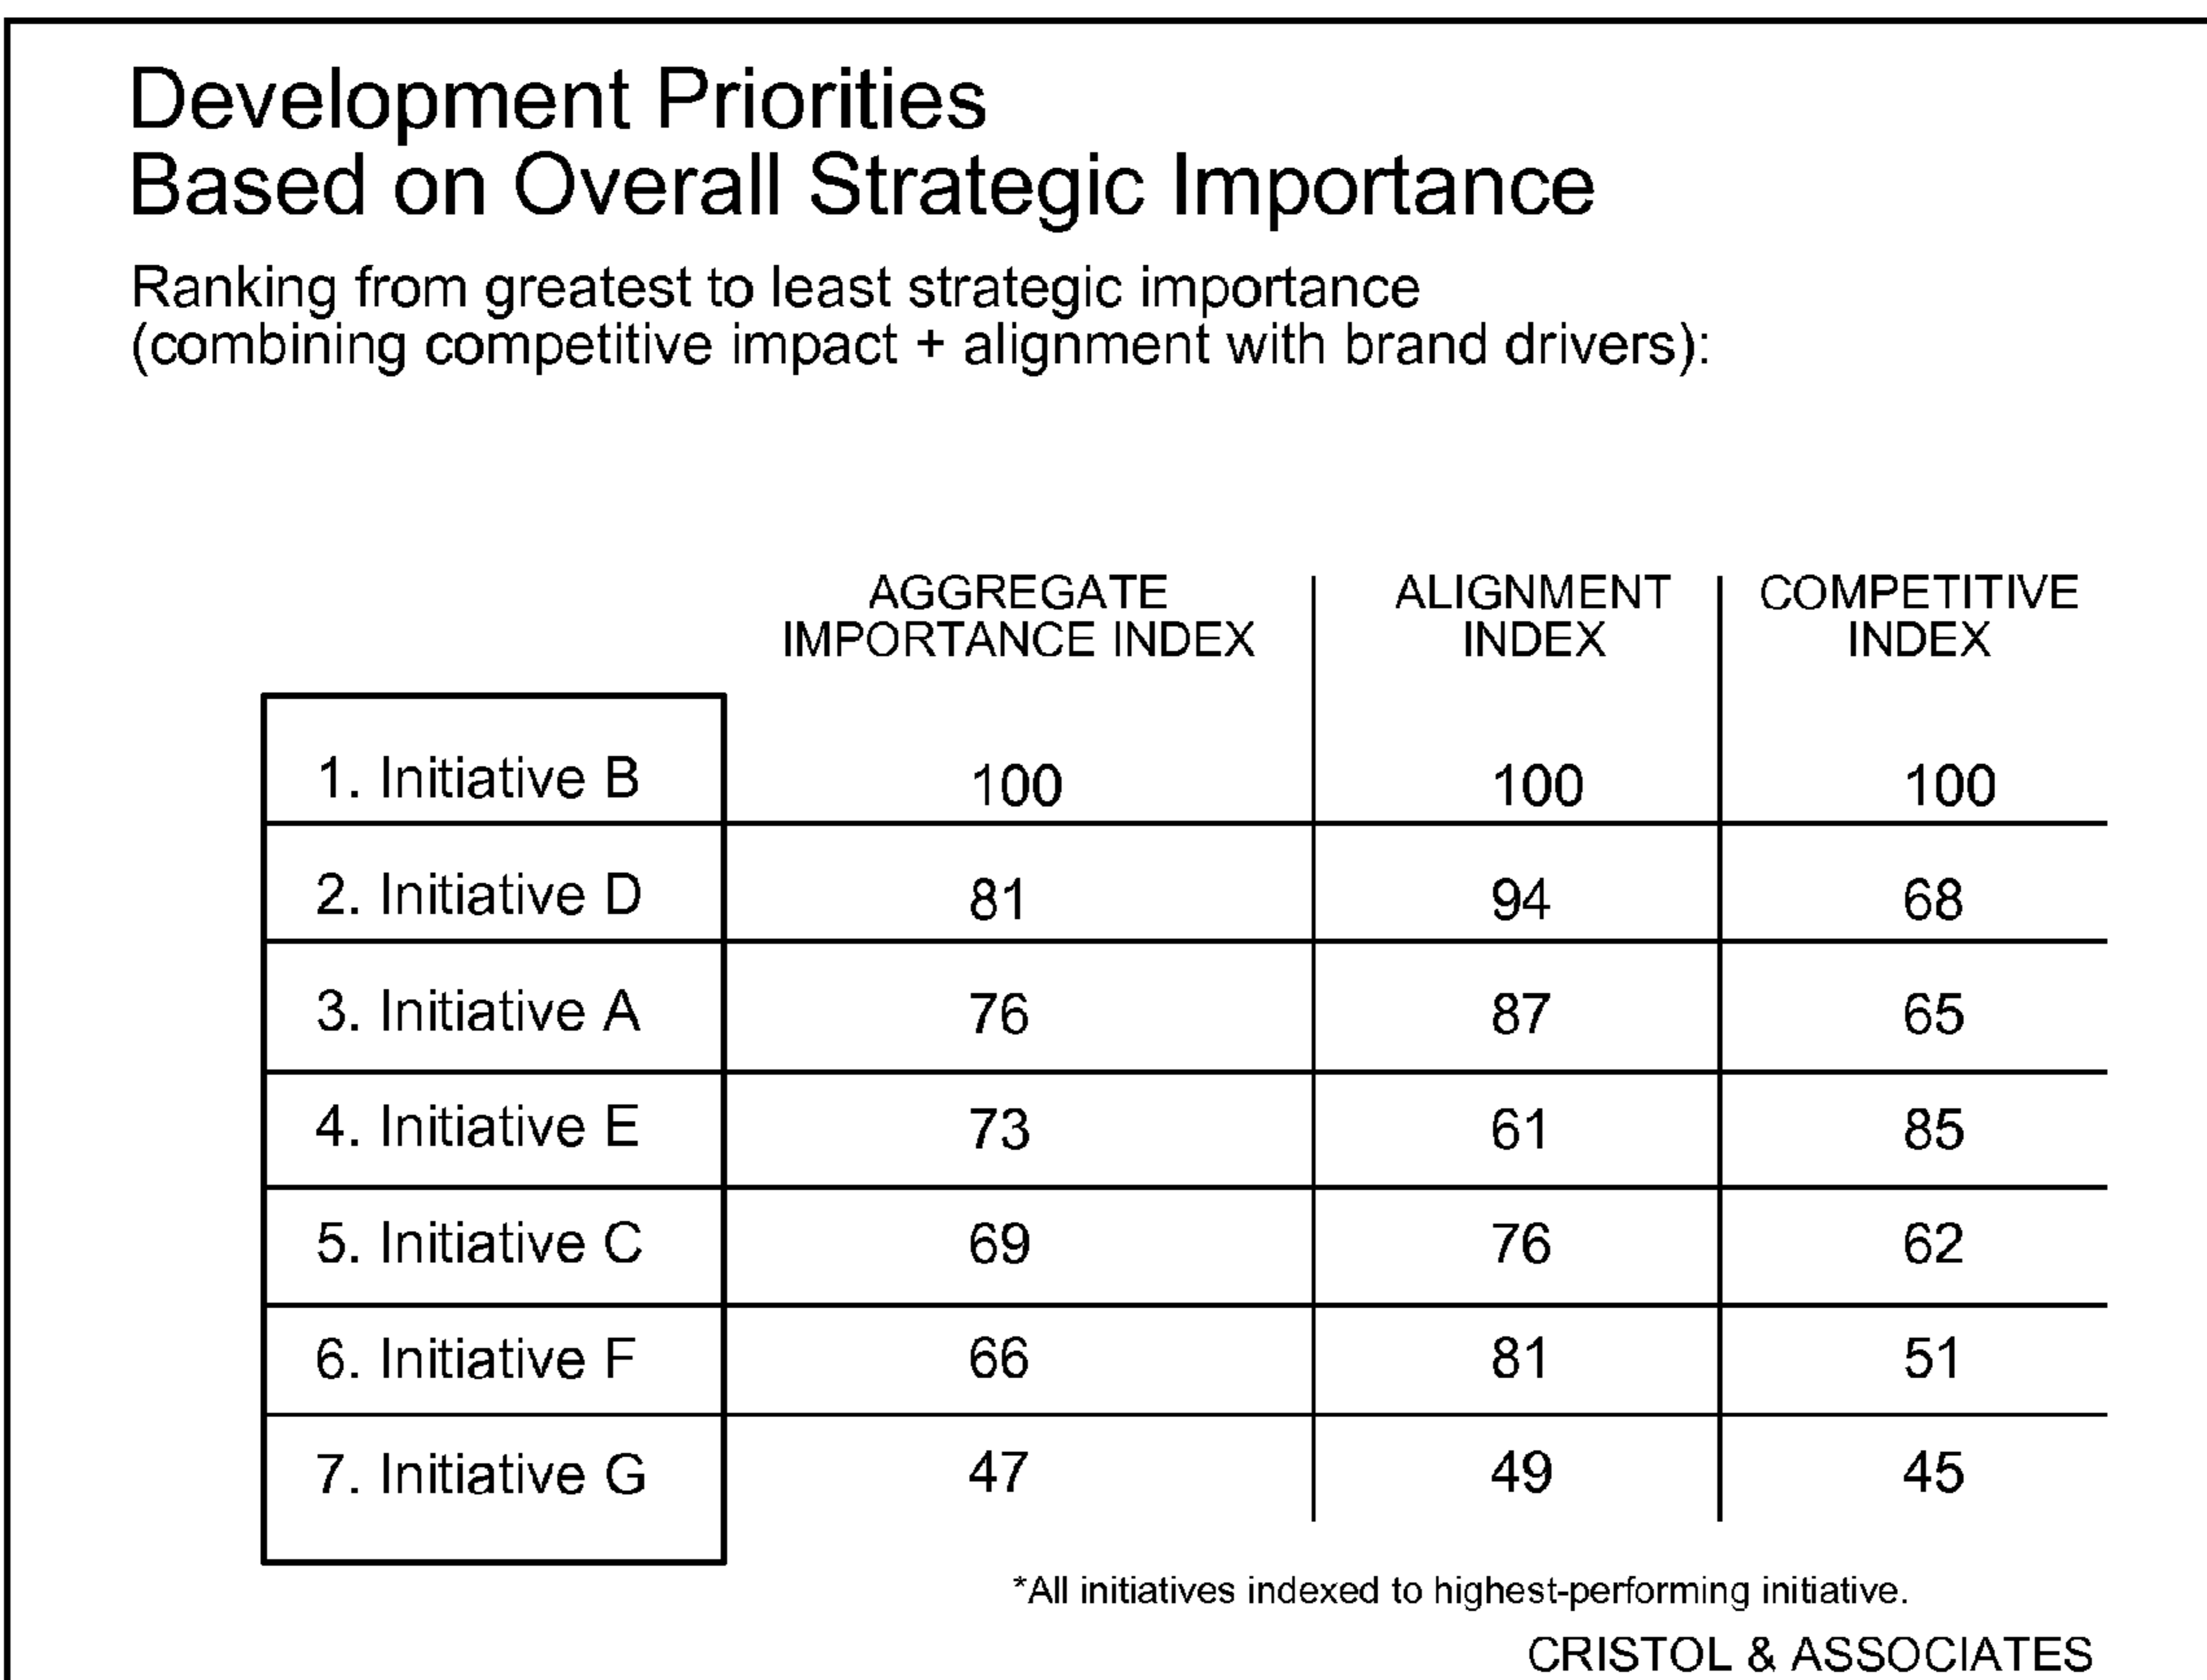 Development Priorities
Based on Overall Strategic Importance
Ranking from greatest to least strategic importance
(combining competitive impact + alignment with brand drivers):
AGGREGATE IMPORTANCE INDEX ALIGNMENT INDEX COMPETITIVE INDEX
1. Initiative B 100 100 100
2. Initiative D 81 94 68
3. Initiative A 76 87 65
4. Initiative E 73 61 85
5. Initiative C 69 76 62
6. Initiative F 66 81 51
7. Initiative G 47 49 45
*All initiatives indexed to highest-performing initiative.
CRISTOL & ASSOCIATES